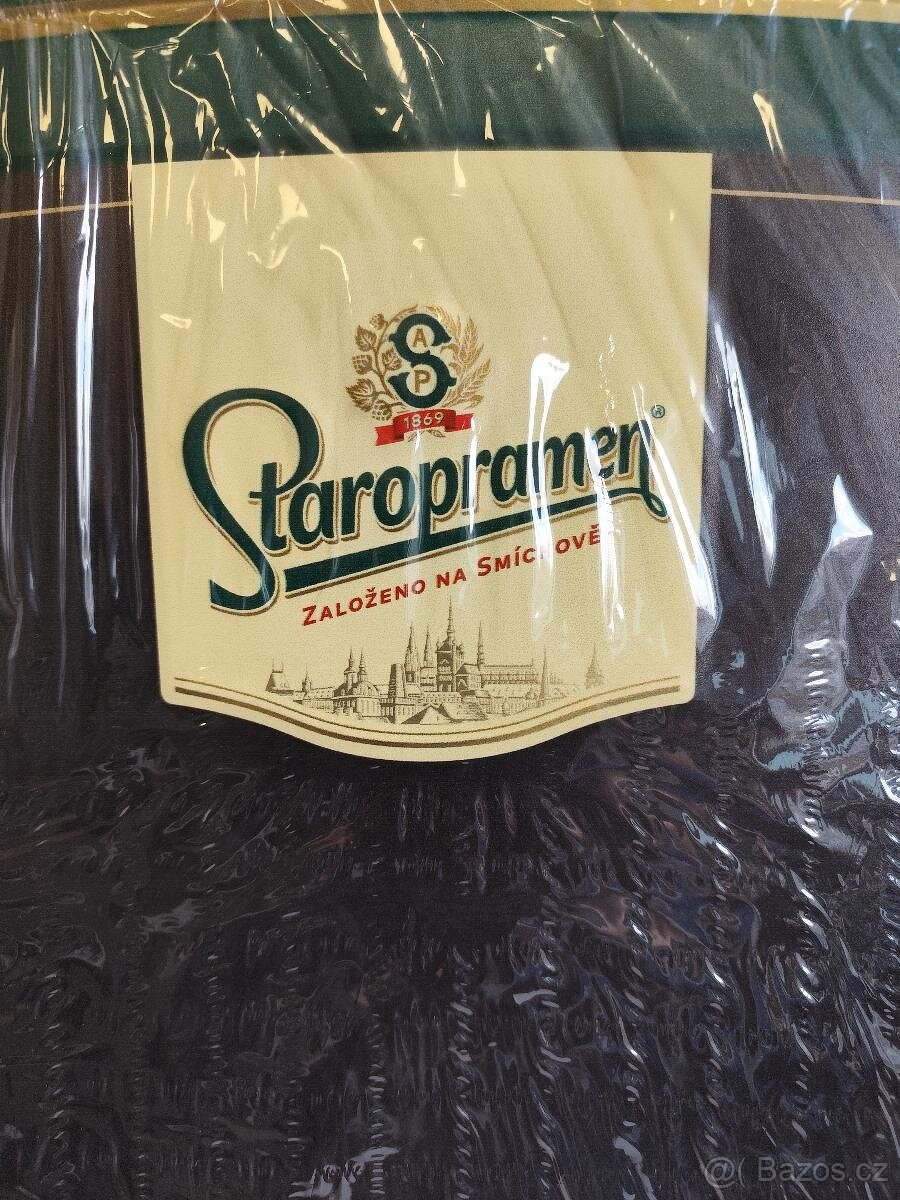 A
S
P
1869
Staropramen®
ZALOŽENO NA SMÍCHOVĚ
@( Bazos.cz